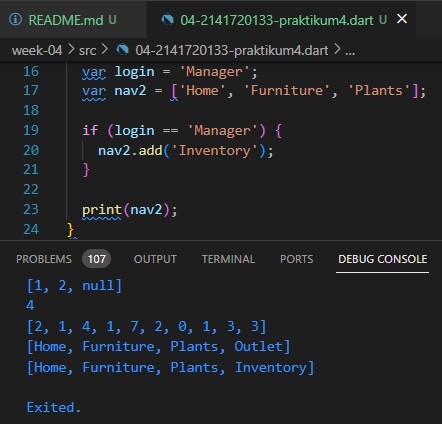 README.md U 04-2141720133-praktikum4.dart U ×
week-04 > src > 04-2141720133-praktikum4.dart > ...
16 var login = 'Manager';
17 var nav2 = ['Home', 'Furniture', 'Plants'];
18
19 if (login == 'Manager') {
20 nav2.add('Inventory');
21 }
22
23 print(nav2);
24 }
PROBLEMS 107 OUTPUT TERMINAL PORTS DEBUG CONSOLE
[1, 2, null]
4
[2, 1, 4, 1, 7, 2, 0, 1, 3, 3]
[Home, Furniture, Plants, Outlet]
[Home, Furniture, Plants, Inventory]
Exited.